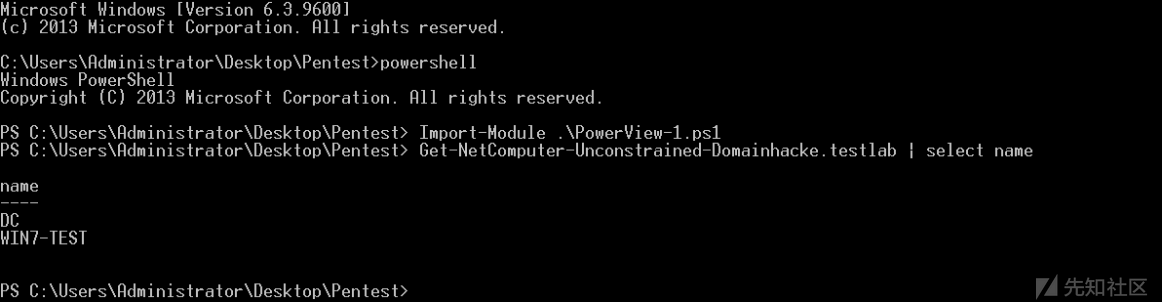 Microsoft Windows [Version 6.3.9600]
(c) 2013 Microsoft Corporation. All rights reserved.
C:\Users\Administrator\Desktop\Pentest>powershell
Windows PowerShell
Copyright (C) 2013 Microsoft Corporation. All rights reserved.
PS C:\Users\Administrator\Desktop\Pentest> Import-Module .\PowerView-1.ps1
PS C:\Users\Administrator\Desktop\Pentest> Get-NetComputer-Unconstrained-Domainhacke.testlab | select name
name
----
DC
WIN7-TEST
PS C:\Users\Administrator\Desktop\Pentest>
先知社区